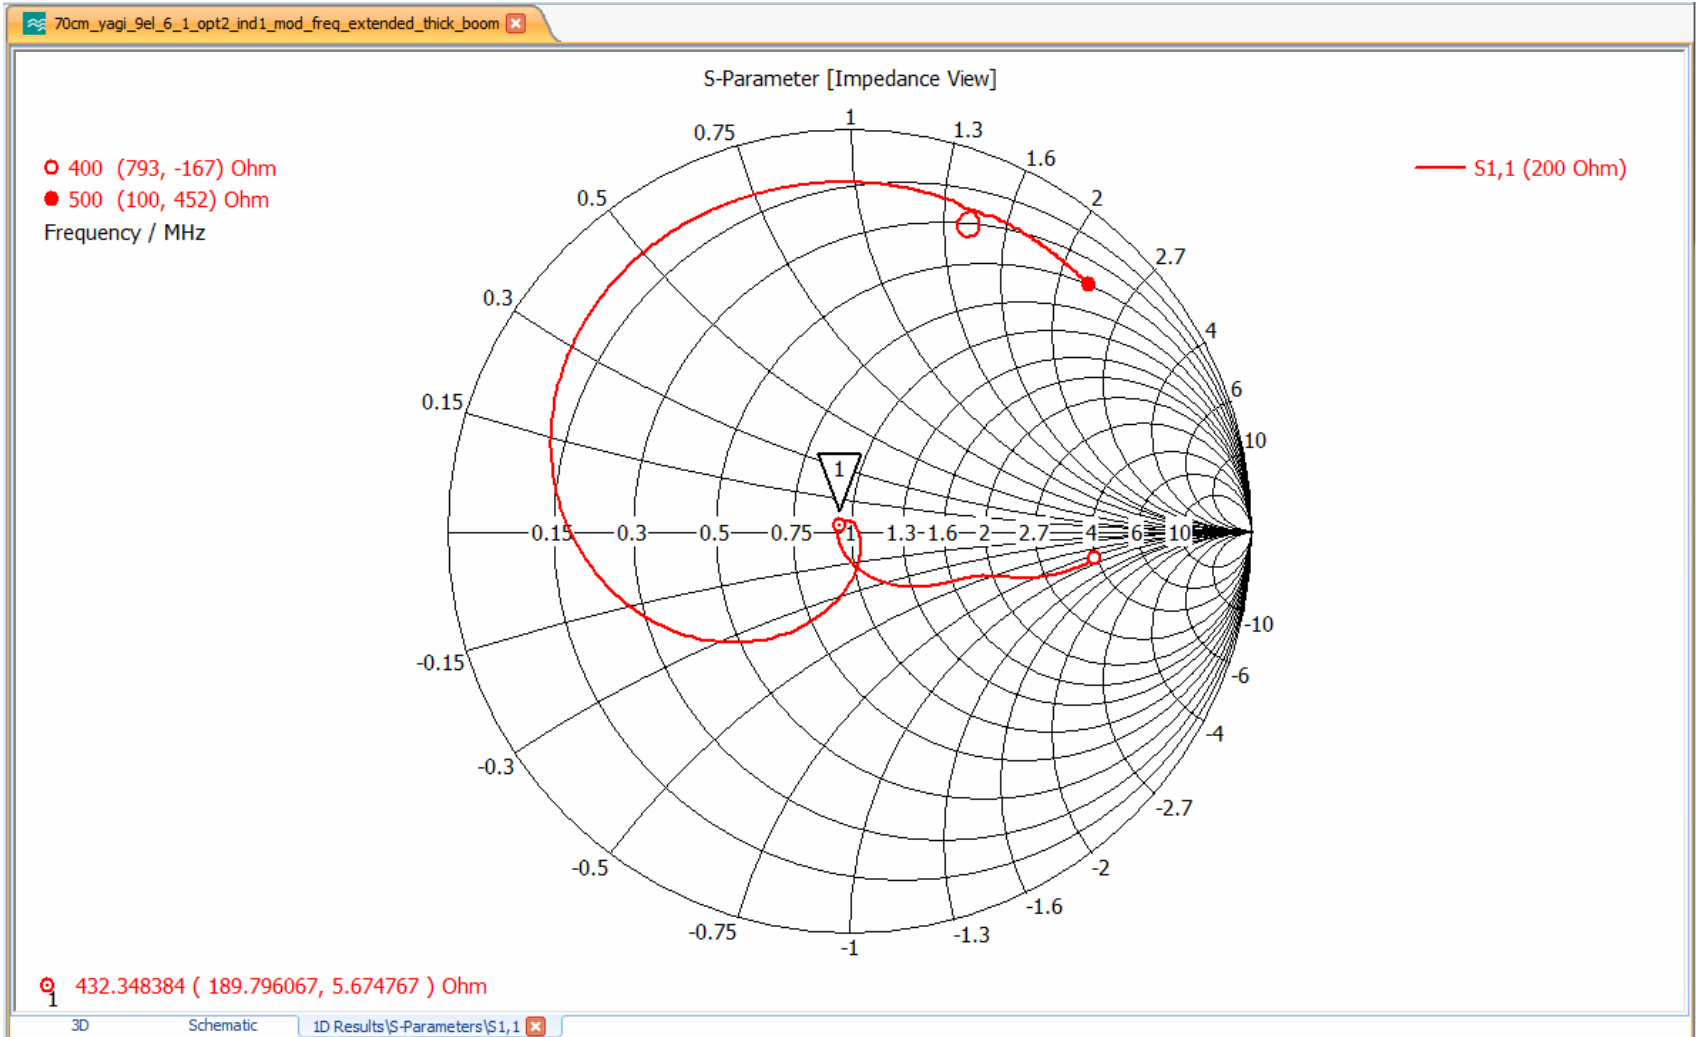 70cm_yagi_9el_6_1_opt2_ind1_mod_freq_extended_thick_boom
S-Parameter [Impedance View]
400 (793, -167) Ohm
500 (100, 452) Ohm
Frequency / MHz
S1,1 (200 Ohm)
1
0.75
1.3
1.6
0.5
2
2.7
0.3
4
0.15
6
10
1
0.15 0.3 0.5 0.75 1 1.3 1.6 2 2.7 4 6 10
-10
-0.15
-6
-4
-0.3
-2.7
-0.5
-2
-1.6
-0.75
-1.3
-1
432.348384 ( 189.796067, 5.674767 ) Ohm
1
3D Schematic 1D Results\S-Parameters\S1,1